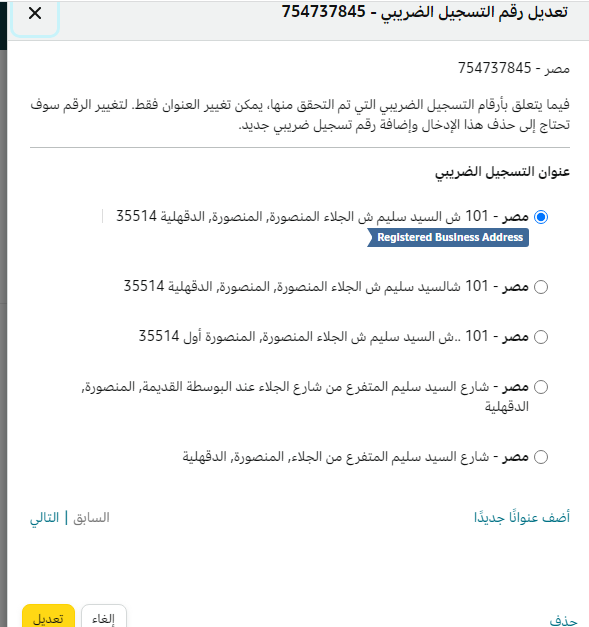 تعديل رقم التسجيل الضريبي - 754737845
مصر - 754737845
فيما يتعلق بأرقام التسجيل الضريبي التي تم التحقق منها، يمكن تغيير العنوان فقط. لتغيير الرقم سوف
تحتاج إلى حذف هذا الإدخال وإضافة رقم تسجيل ضريبي جديد.
عنوان التسجيل الضريبي
مصر - 101 ش السيد سليم ش الجلاء المنصورة, المنصورة, الدقهلية 35514
Registered Business Address
مصر - 101 شالسيد سليم ش الجلاء المنصورة, المنصورة, الدقهلية 35514
مصر - 101 ..ش السيد سليم ش الجلاء المنصورة, المنصورة أول 35514
مصر - شارع السيد سليم المتفرع من شارع الجلاء عند البوسطة القديمة, المنصورة,
الدقهلية
مصر - شارع السيد سليم المتفرع من الجلاء, المنصورة, الدقهلية
أضف عنوانًا جديدًا
السابق | التالي
حذف
إلغاء
تعديل